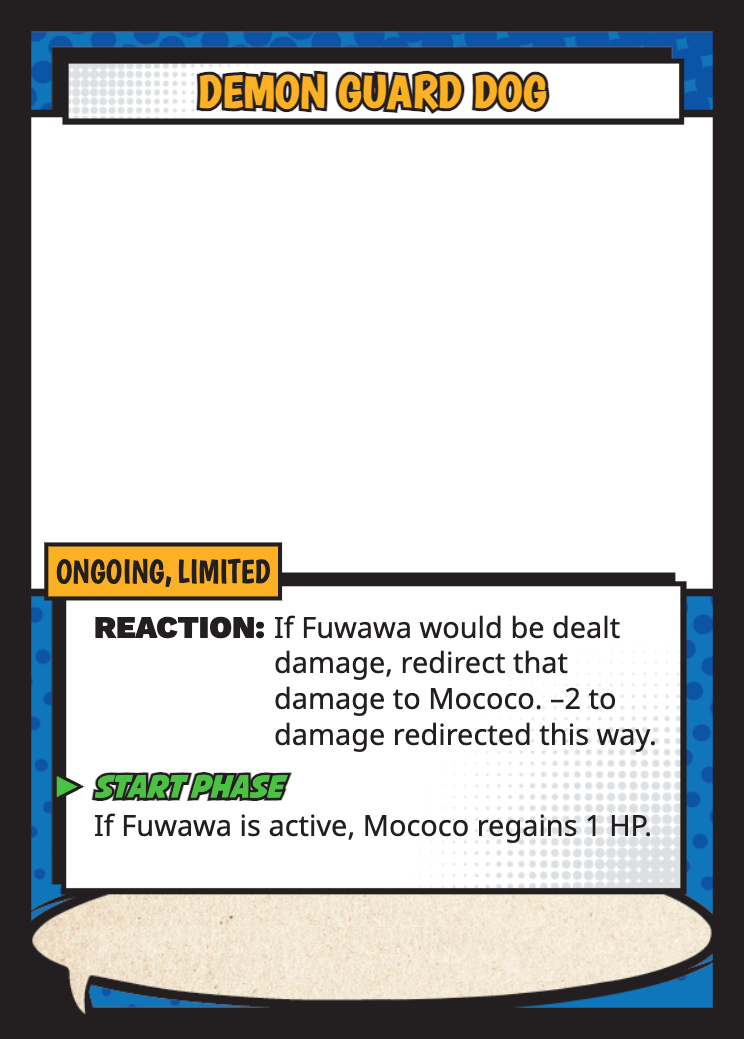 DEMON GUARD DOG
ONGOING, LIMITED
REACTION: If Fuwawa would be dealt
damage, redirect that
damage to Mococo. –2 to
damage redirected this way.
START PHASE
If Fuwawa is active, Mococo regains 1 HP.